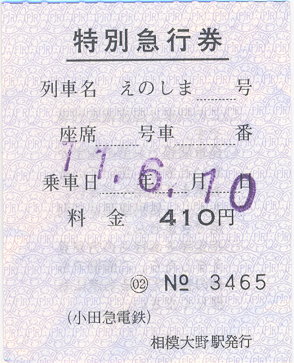 特別急行券
列車名 えのしま 号
座席 号車 番
11.6.10
乗車日 年 月 日
料金 410円
02 № 3465
(小田急電鉄)
相模大野駅発行